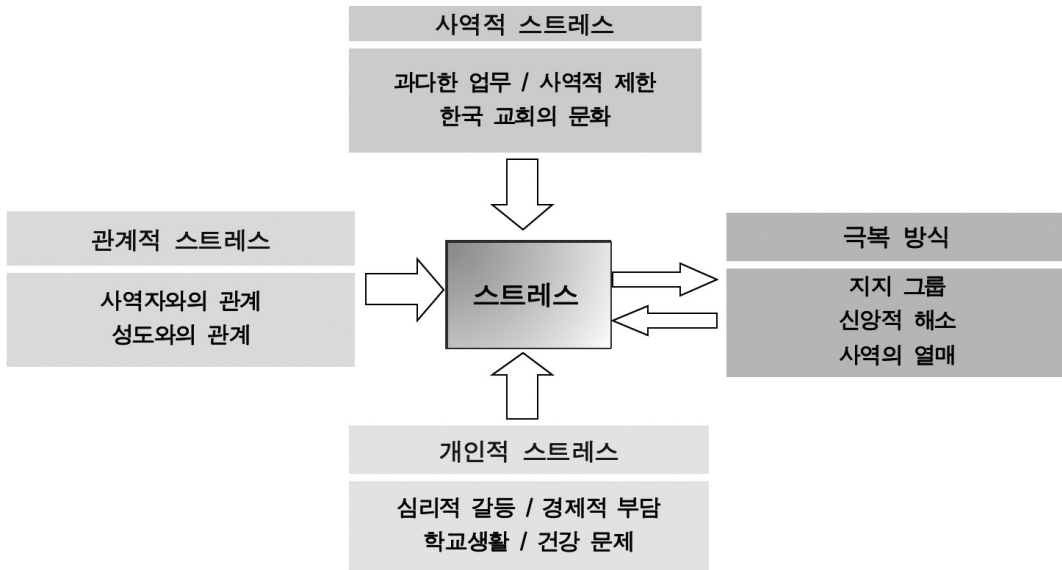 사역적 스트레스
과다한 업무 / 사역적 제한
한국 교회의 문화
관계적 스트레스
사역자와의 관계
성도와의 관계
스트레스
극복 방식
지지 그룹
신앙적 해소
사역의 열매
개인적 스트레스
심리적 갈등 / 경제적 부담
학교생활 / 건강 문제